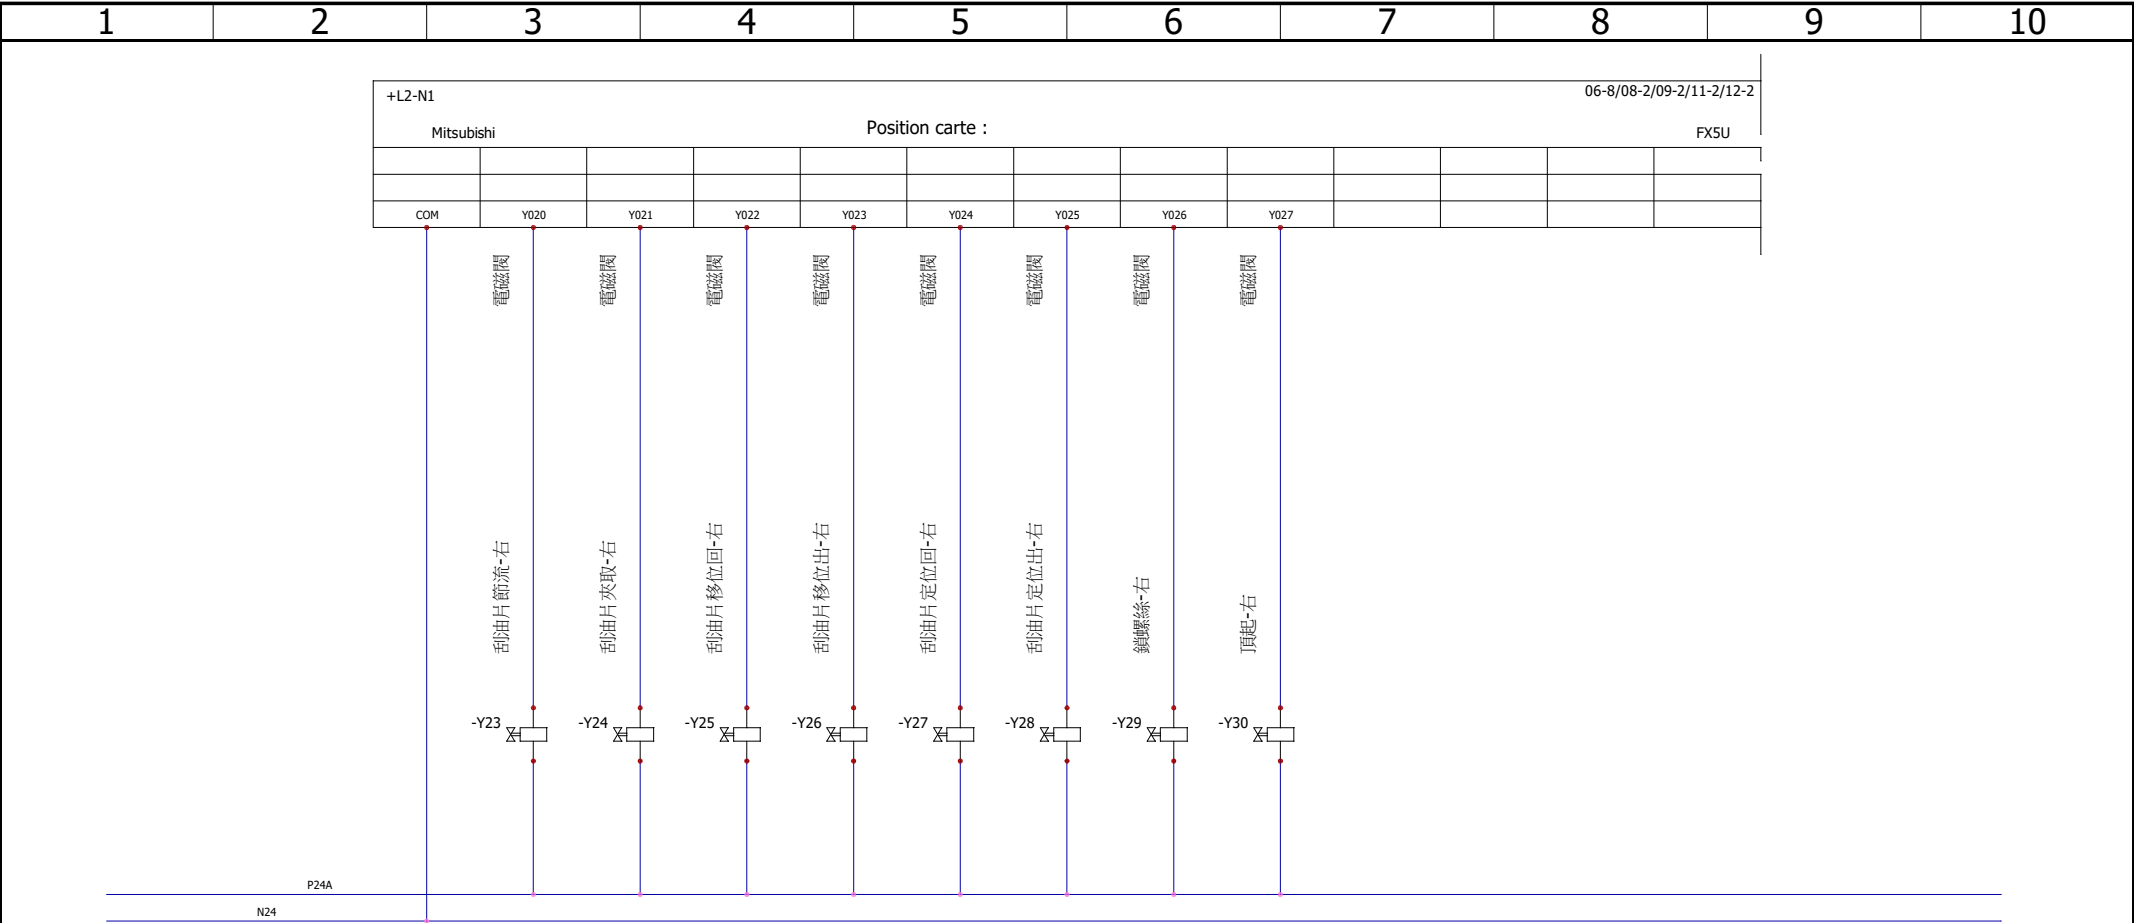 1 2 3 4 5 6 7 8 9 10
+L2-N1 06-8/08-2/09-2/11-2/12-2
Mitsubishi Position carte : FX5U
COM Y020 Y021 Y022 Y023 Y024 Y025 Y026 Y027
電磁閥 電磁閥 電磁閥 電磁閥 電磁閥 電磁閥 電磁閥 電磁閥
刮油片節流-右
刮油片夾取-右
刮油片移位回-右
刮油片移位出-右
刮油片定位回-右
刮油片定位出-右
鎖螺絲-右
頂起-右
-Y23 -Y24 -Y25 -Y26 -Y27 -Y28 -Y29 -Y30
P24A
N24